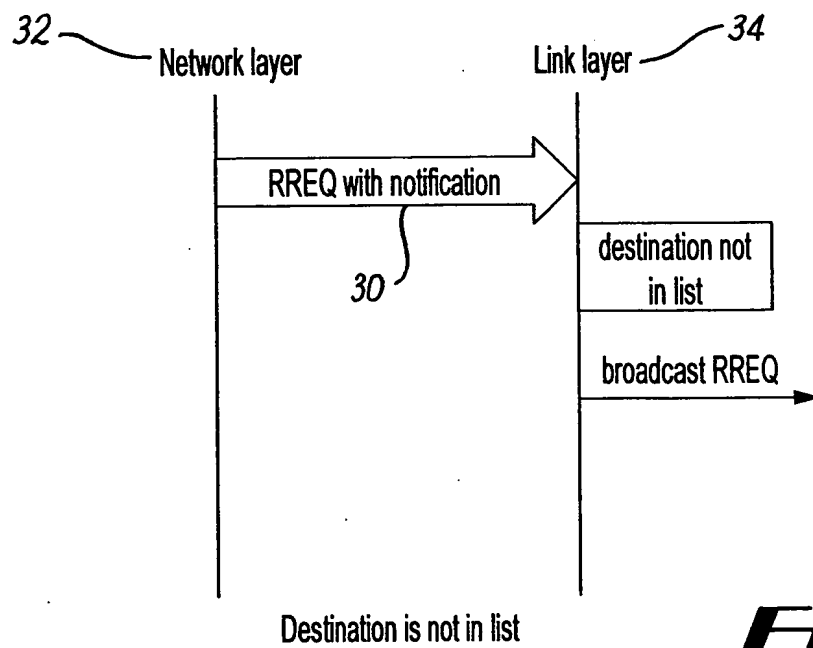 32
Network layer
Link layer
34
RREQ with notification
30
destination not
in list
broadcast RREQ
Destination is not in list